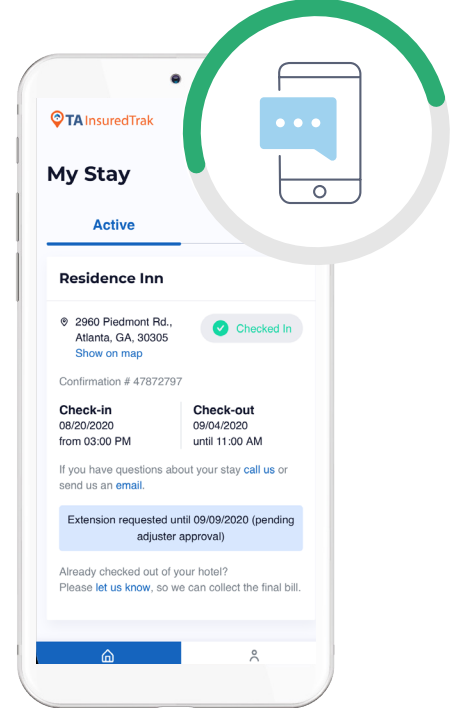 TA InsuredTrak
My Stay
Active
Residence Inn
2960 Piedmont Rd.,
Atlanta, GA, 30305
Show on map
Checked In
Confirmation # 47872797
Check-in
08/20/2020
from 03:00 PM
Check-out
09/04/2020
until 11:00 AM
If you have questions about your stay call us or
send us an email.
Extension requested until 09/09/2020 (pending
adjuster approval)
Already checked out of your hotel?
Please let us know, so we can collect the final bill.